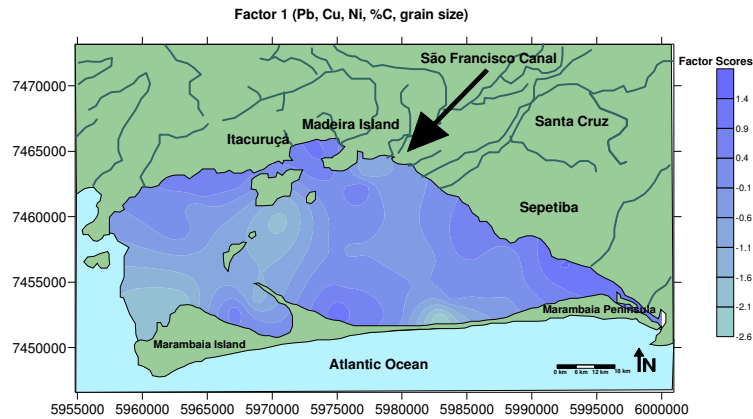 Factor 1 (Pb, Cu, Ni, %C, grain size)
São Francisco Canal
Factor Scores
7470000
7465000
7460000
7455000
7450000
Madeira Island
Itacuruçá
Santa Cruz
Sepetiba
Marambaia Peninsula
Marambaia Island
Atlantic Ocean
N
0 km 6 km 12 km 18 km
1.4
0.9
0.4
-0.1
-0.6
-1.1
-1.6
-2.1
-2.6
5955000 5960000 5965000 5970000 5975000 5980000 5985000 5990000 5995000 6000000